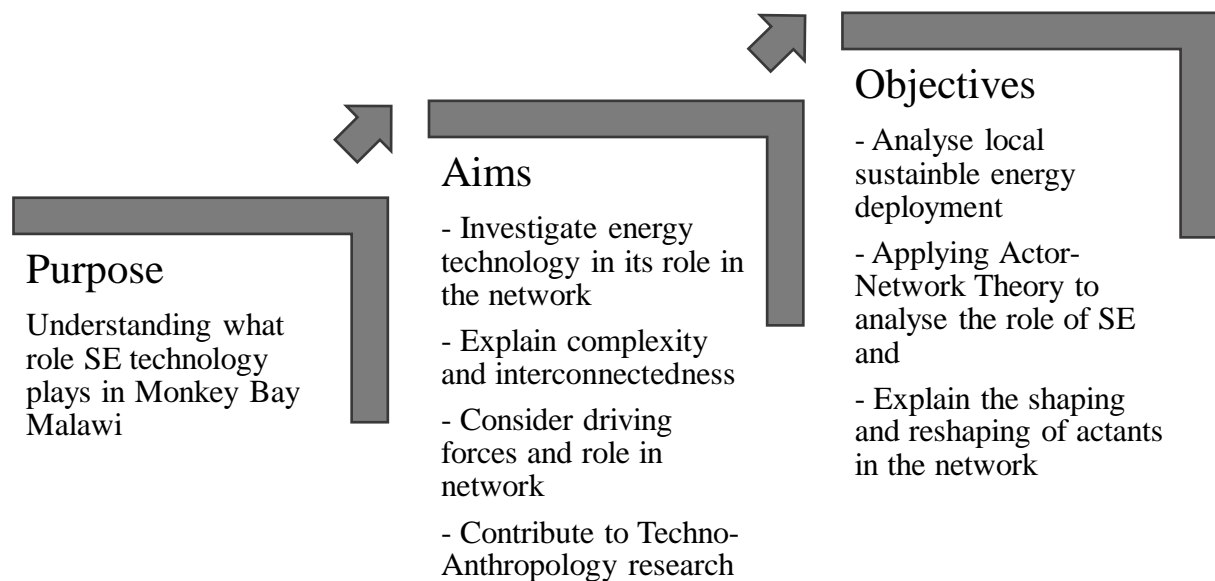 Purpose
Understanding what
role SE technology
plays in Monkey Bay
Malawi
Aims
- Investigate energy
technology in its role in
the network
- Explain complexity
and interconnectedness
- Consider driving
forces and role in
network
- Contribute to Techno-
Anthropology research
Objectives
- Analyse local
sustainble energy
deployment
- Applying Actor-
Network Theory to
analyse the role of SE
and
- Explain the shaping
and reshaping of actants
in the network